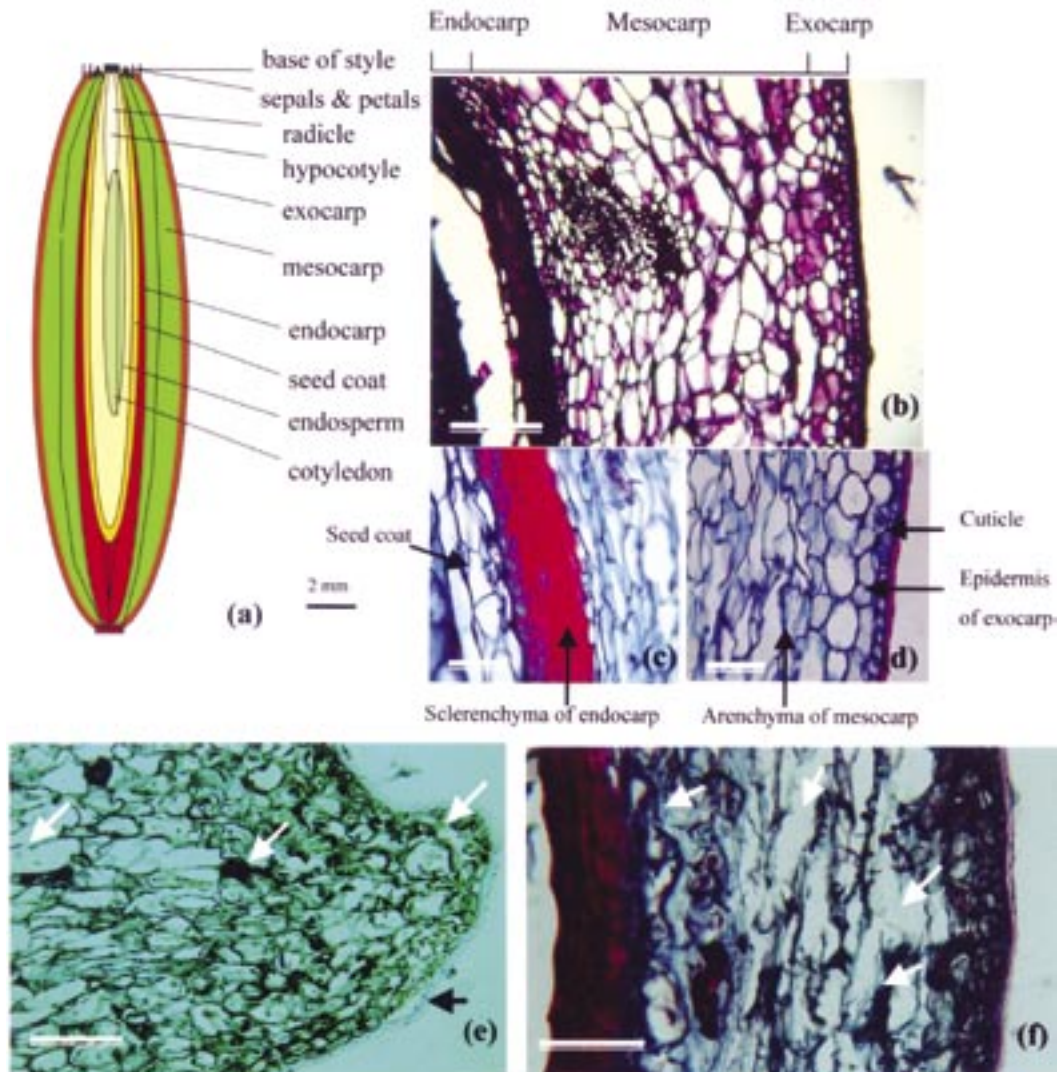 Endocarp Mesocarp Exocarp
base of style
sepals & petals
radicle
hypocotyle
exocarp
mesocarp
endocarp
seed coat
endosperm
cotyledon
2 mm
(a)
(b)
Seed coat
(c)
(d)
Cuticle
Epidermis
of exocarp-
Sclerenchyma of endocarp
Arenchyma of mesocarp
(e)
(f)